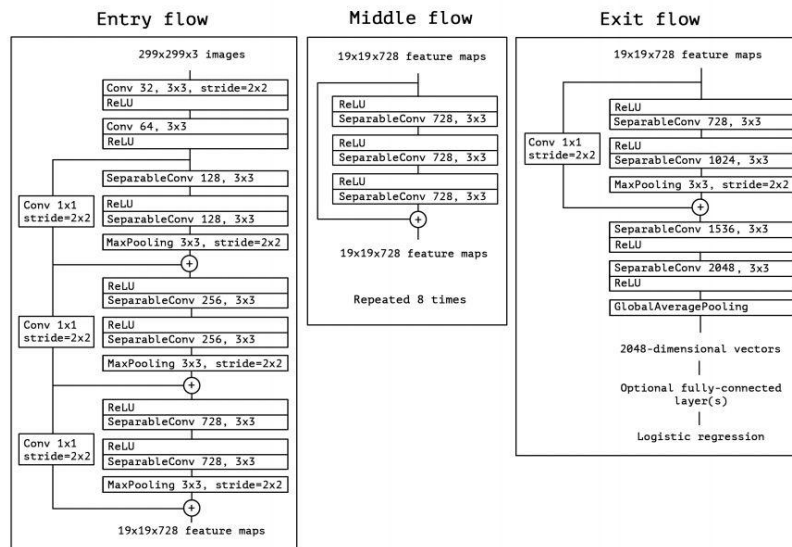 Entry flow
299x299x3 images
Conv 32, 3x3, stride=2x2
ReLU
Conv 64, 3x3
ReLU
SeparableConv 128, 3x3
Conv 1x1
stride=2x2
ReLU
SeparableConv 128, 3x3
MaxPooling 3x3, stride=2x2
+
ReLU
SeparableConv 256, 3x3
Conv 1x1
stride=2x2
ReLU
SeparableConv 256, 3x3
MaxPooling 3x3, stride=2x2
+
ReLU
SeparableConv 728, 3x3
Conv 1x1
stride=2x2
ReLU
SeparableConv 728, 3x3
MaxPooling 3x3, stride=2x2
+
19x19x728 feature maps
Middle flow
19x19x728 feature maps
ReLU
SeparableConv 728, 3x3
ReLU
SeparableConv 728, 3x3
ReLU
SeparableConv 728, 3x3
+
19x19x728 feature maps
Repeated 8 times
Exit flow
19x19x728 feature maps
ReLU
SeparableConv 728, 3x3
Conv 1x1
stride=2x2
ReLU
SeparableConv 1024, 3x3
MaxPooling 3x3, stride=2x2
+
SeparableConv 1536, 3x3
ReLU
SeparableConv 2048, 3x3
ReLU
GlobalAveragePooling
2048-dimensional vectors
Optional fully-connected
layer(s)
Logistic regression